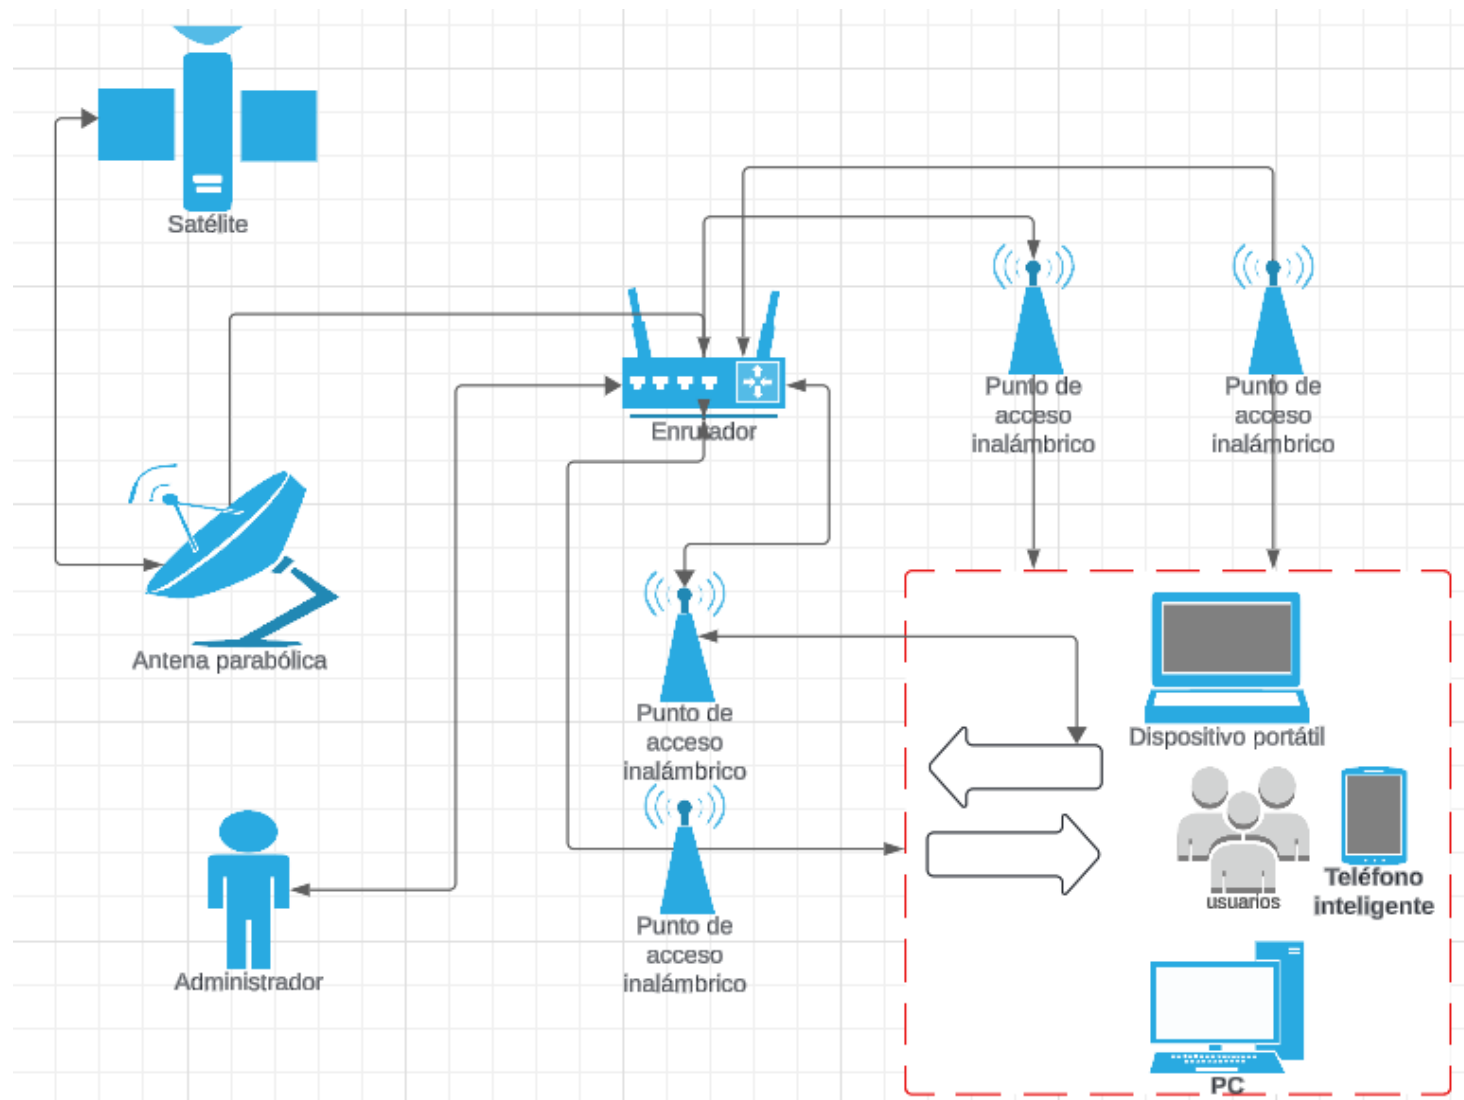 Satélite
Punto de
acceso
inalámbrico
Punto de
acceso
inalámbrico
Enrutador
Antena parabólica
Punto de
acceso
inalámbrico
Dispositivo portátil
usuarios
Teléfono
inteligente
Punto de
acceso
inalámbrico
Administrador
PC